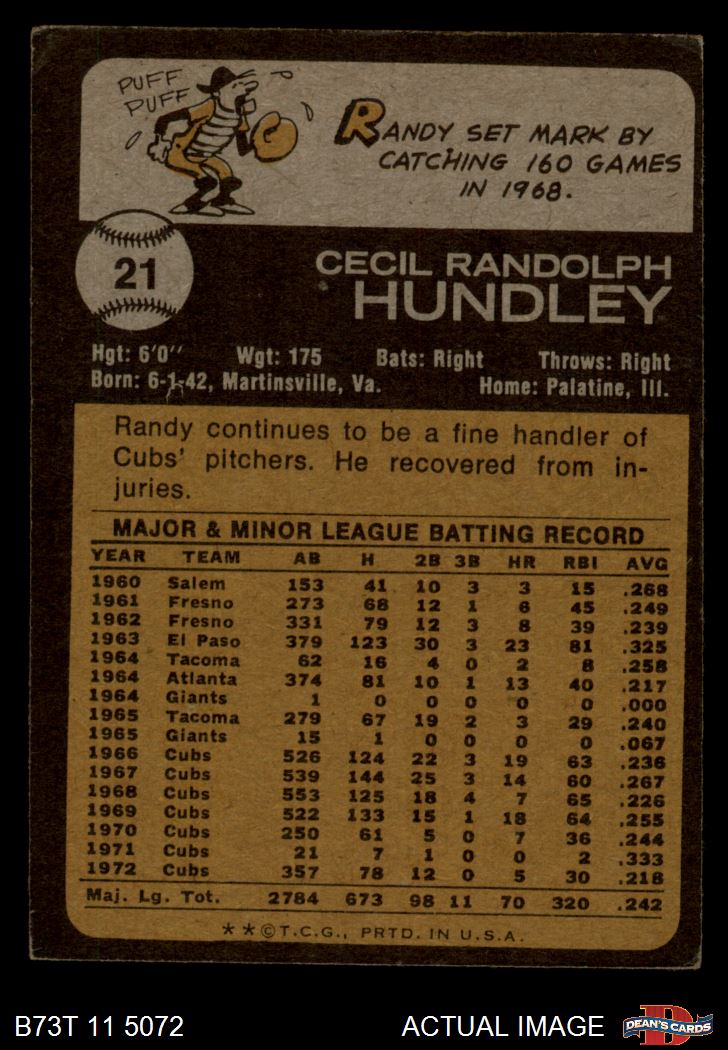 PUFF
PUFF
RANDY SET MARK BY
CATCHING 160 GAMES
IN 1968.
21
CECIL RANDOLPH
HUNDLEY
Hgt: 6'0" Wgt: 175 Bats: Right Throws: Right
Born: 6-1-42, Martinsville, Va. Home: Palatine, Ill.
Randy continues to be a fine handler of
Cubs' pitchers. He recovered from in-
juries.
MAJOR & MINOR LEAGUE BATTING RECORD
YEAR TEAM AB H 2B 3B HR RBI AVG
1960 Salem 153 41 10 3 3 15 .268
1961 Fresno 273 68 12 1 6 45 .249
1962 Fresno 331 79 12 3 8 39 .239
1963 El Paso 379 123 30 3 23 81 .325
1964 Tacoma 62 16 4 0 2 8 .258
1964 Atlanta 374 81 10 1 13 40 .217
1964 Giants 1 0 0 0 0 0 .000
1965 Tacoma 279 67 19 2 3 29 .240
1965 Giants 15 1 0 0 0 0 .067
1966 Cubs 526 124 22 3 19 63 .236
1967 Cubs 539 144 25 3 14 60 .267
1968 Cubs 553 125 18 4 7 65 .226
1969 Cubs 522 133 15 1 18 64 .255
1970 Cubs 250 61 5 0 7 36 .244
1971 Cubs 21 7 1 0 0 2 .333
1972 Cubs 357 78 12 0 5 30 .218
Maj. Lg. Tot. 2784 673 98 11 70 320 .242
**©T.C.G., PRTD. IN U.S.A.
B73T 11 5072 ACTUAL IMAGE
D
DEAN'S CARDS